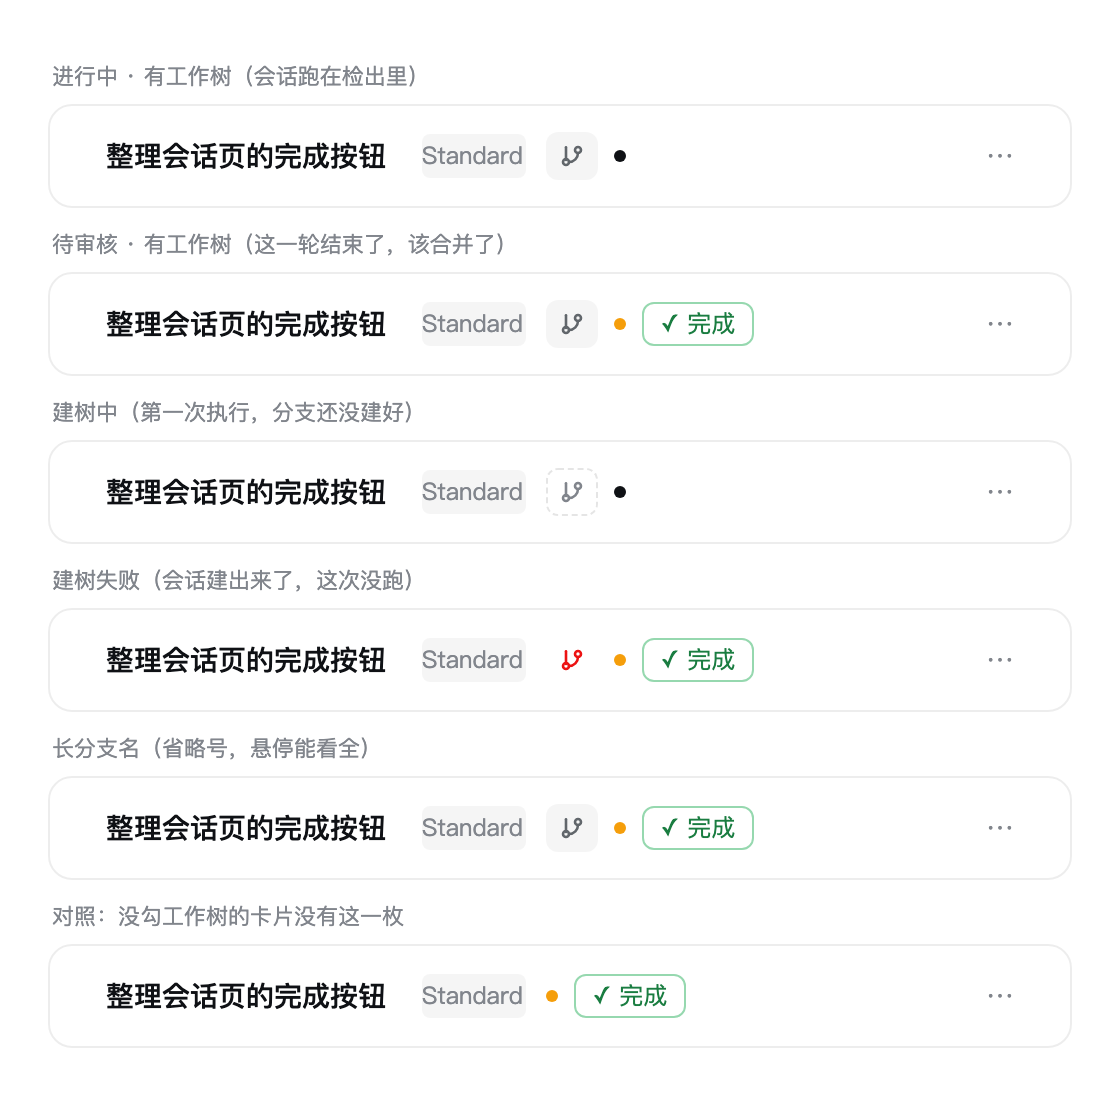 进行中 · 有工作树（会话跑在检出里）
整理会话页的完成按钮 Standard ···
待审核 · 有工作树（这一轮结束了，该合并了）
整理会话页的完成按钮 Standard ✓ 完成 ···
建树中（第一次执行，分支还没建好）
整理会话页的完成按钮 Standard ···
建树失败（会话建出来了，这次没跑）
整理会话页的完成按钮 Standard ✓ 完成 ···
长分支名（省略号，悬停能看全）
整理会话页的完成按钮 Standard ✓ 完成 ···
对照：没勾工作树的卡片没有这一枚
整理会话页的完成按钮 Standard ✓ 完成 ···